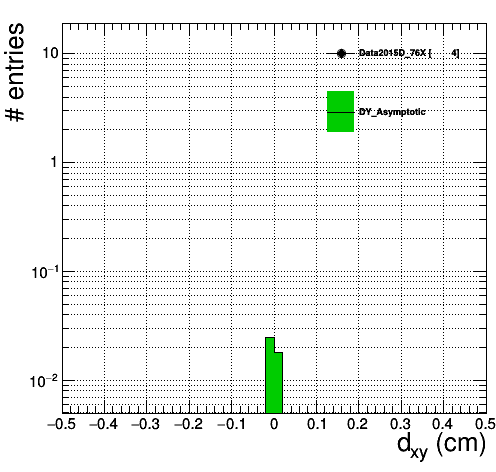 # entries
10
1
10⁻¹
10⁻²
Data2015D_76X [ 4]
DY_Asymptotic
−0.5 −0.4 −0.3 −0.2 −0.1 0 0.1 0.2 0.3 0.4 0.5
dxy (cm)